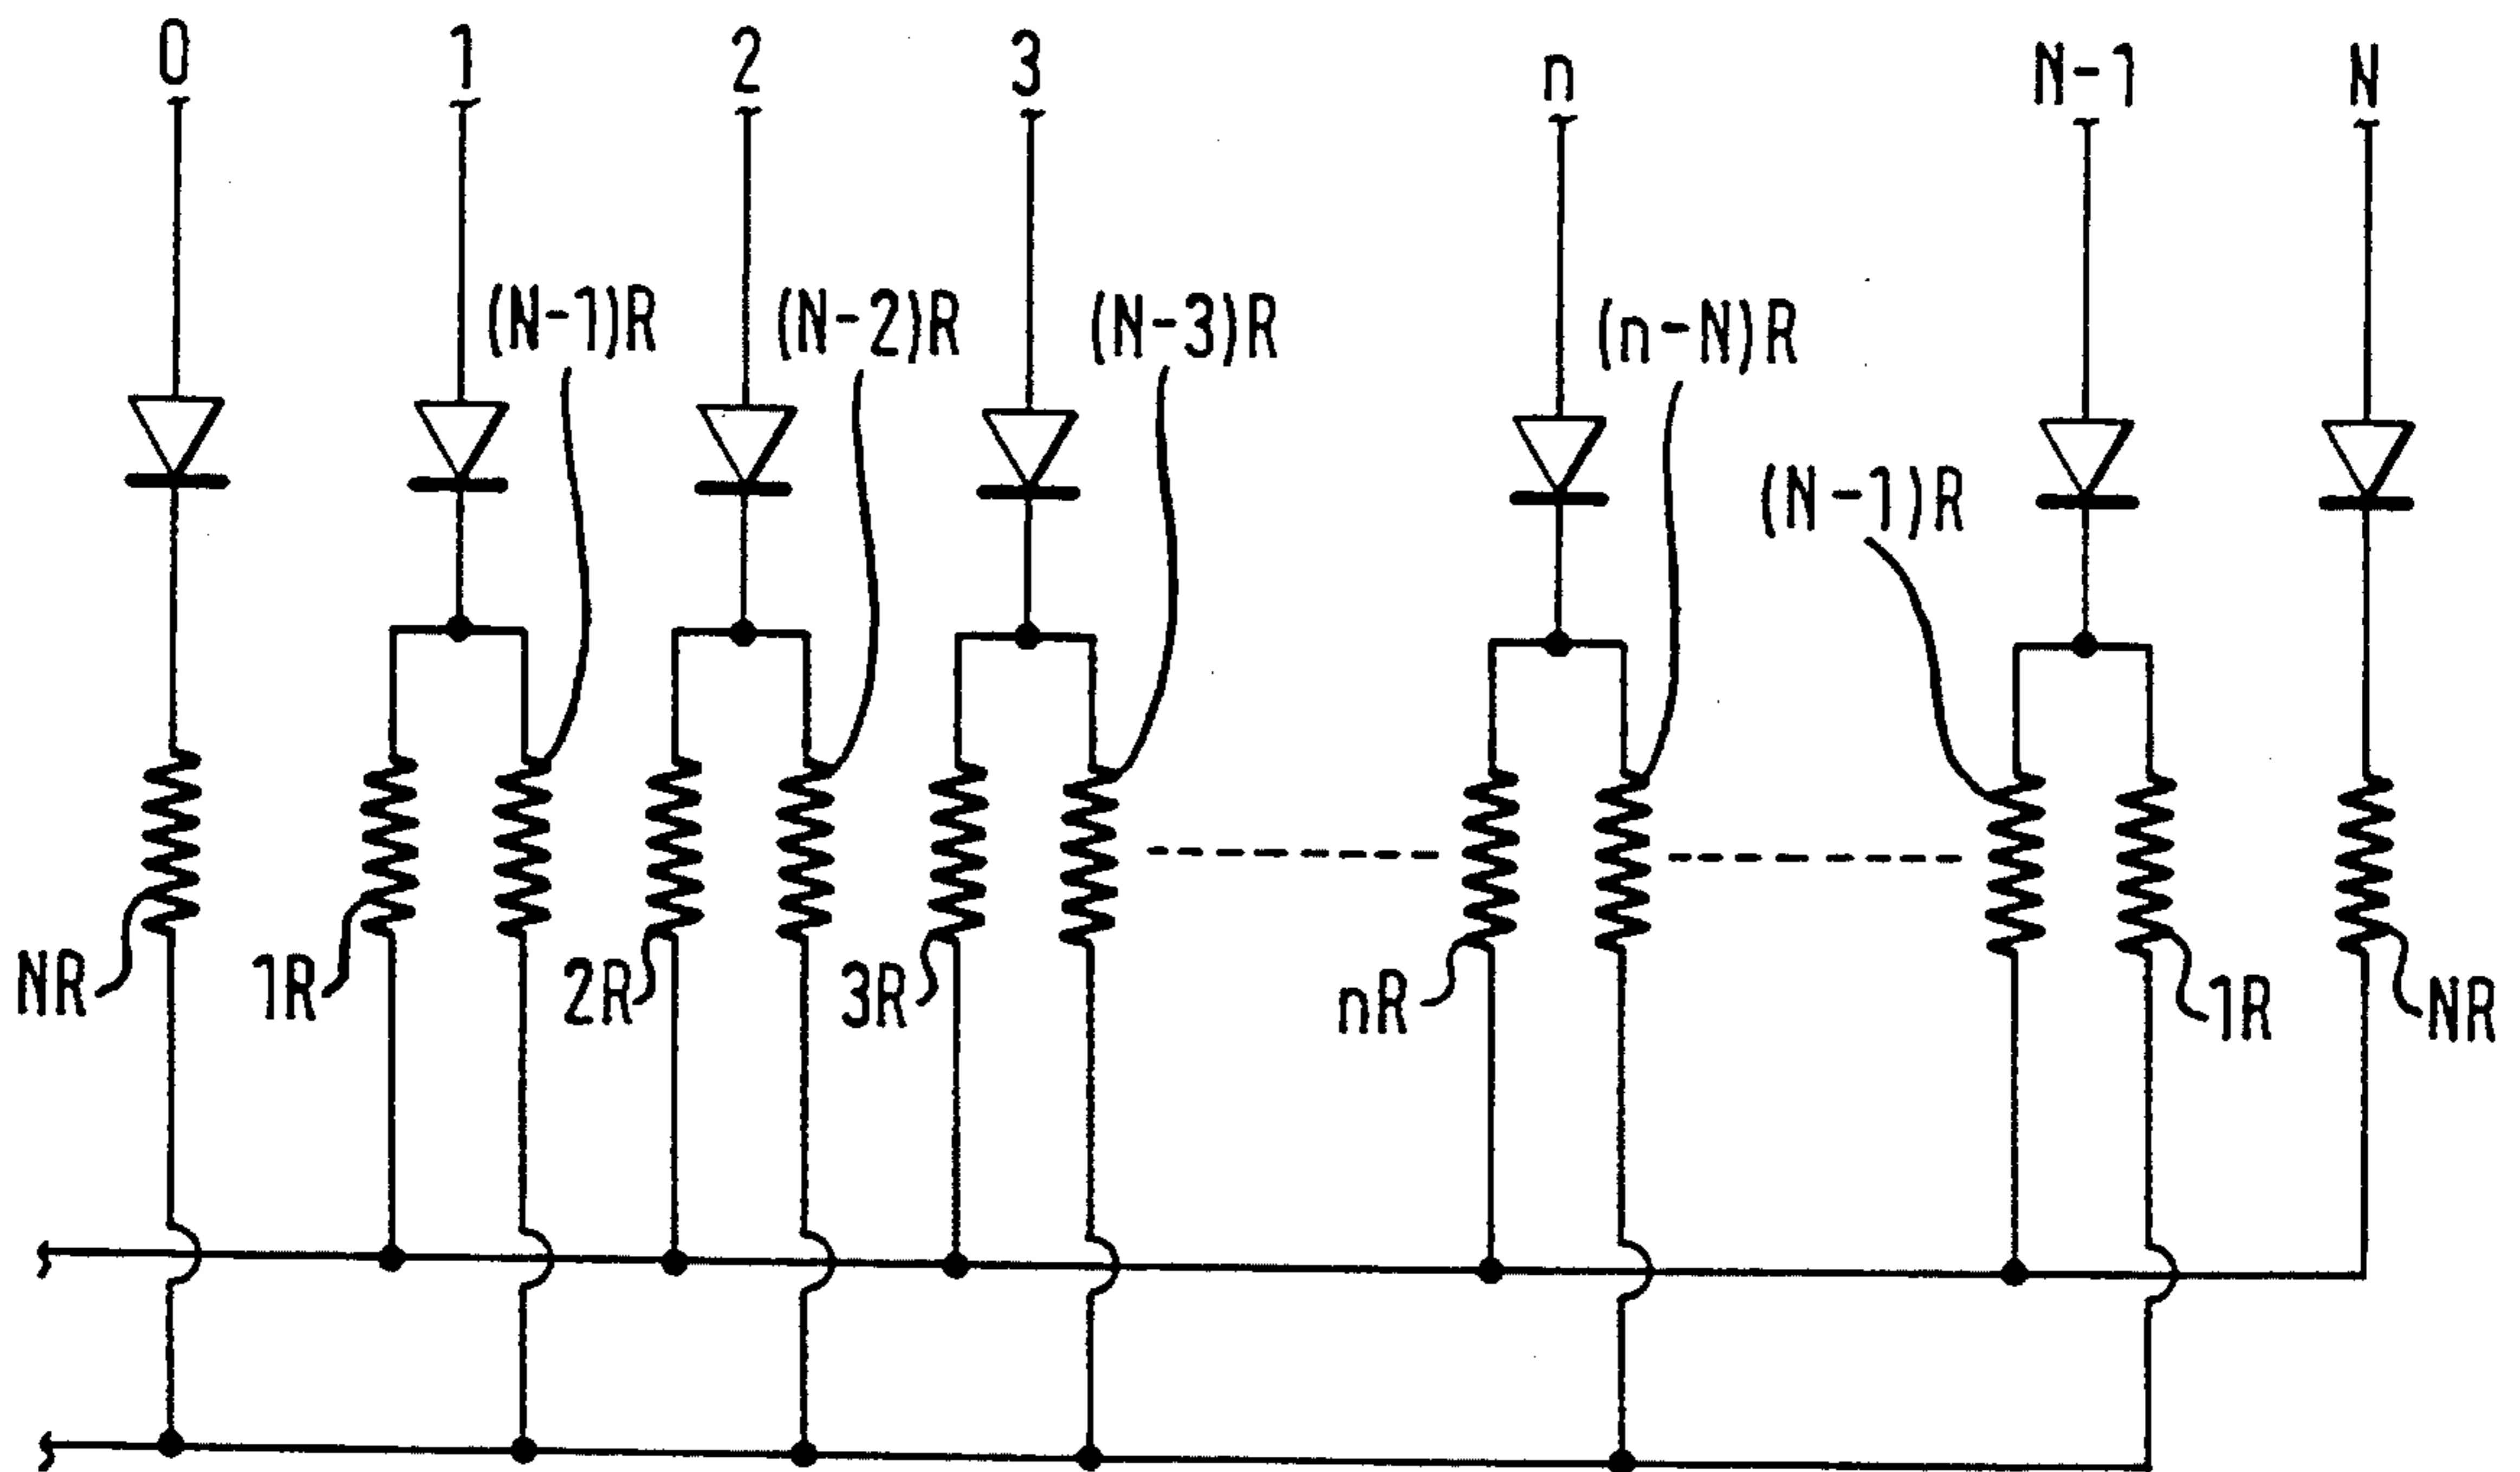 0 1 2 3 n N-1 N
(N-1)R (N-2)R (N-3)R (n-N)R
(N-1)R
NR 1R 2R 3R nR 1R NR